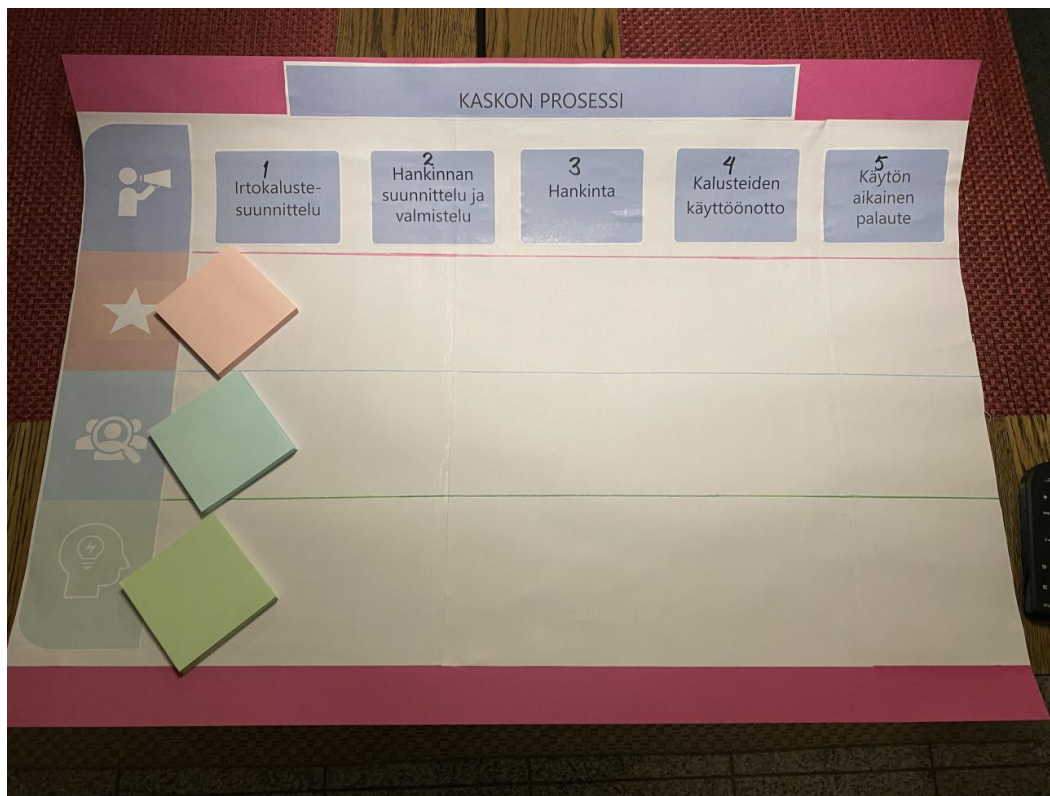 KASKON PROSESSI
1
Irtokaluste-
suunnittelu
2
Hankinnan
suunnittelu ja
valmistelu
3
Hankinta
4
Kalusteiden
käyttöönotto
5
Käytön
aikainen
palaute